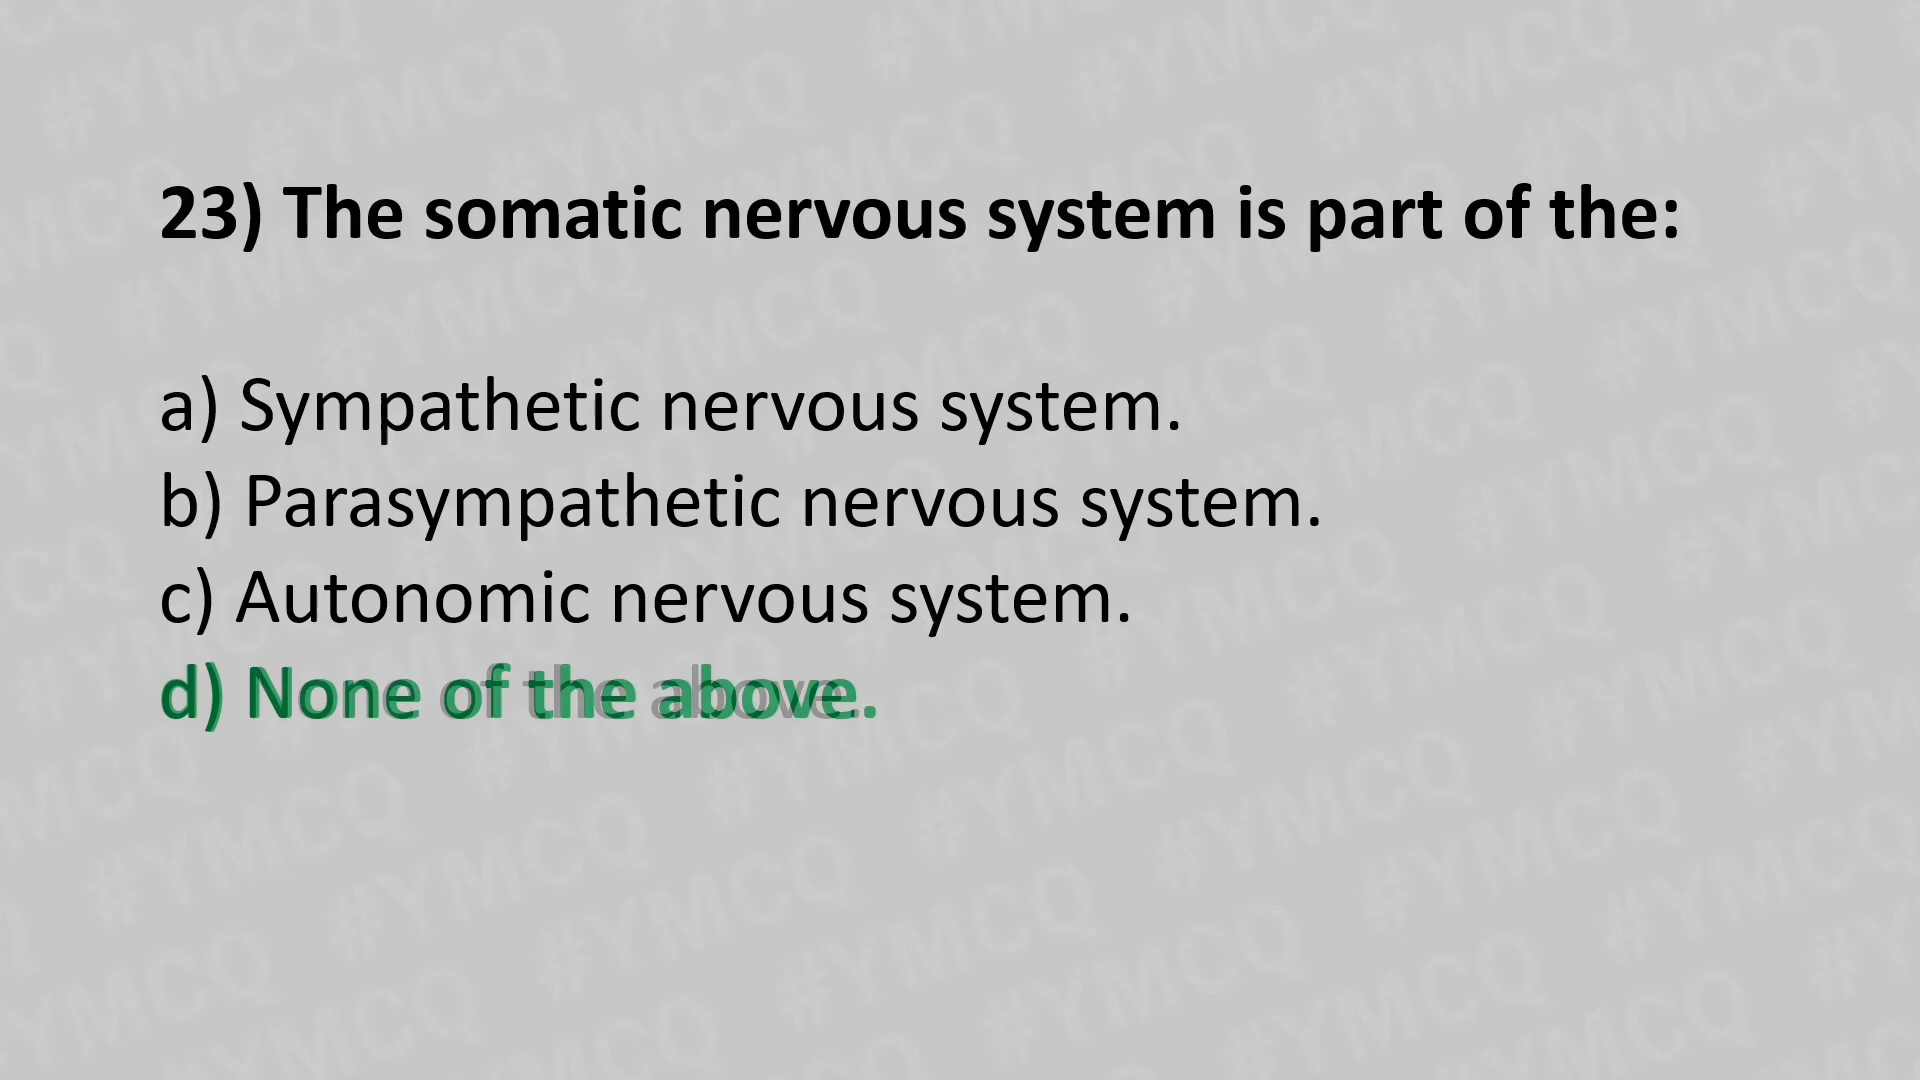 23) The somatic nervous system is part of the:
a) Sympathetic nervous system.
b) Parasympathetic nervous system.
c) Autonomic nervous system.
d) None of the above.
#YMCQ